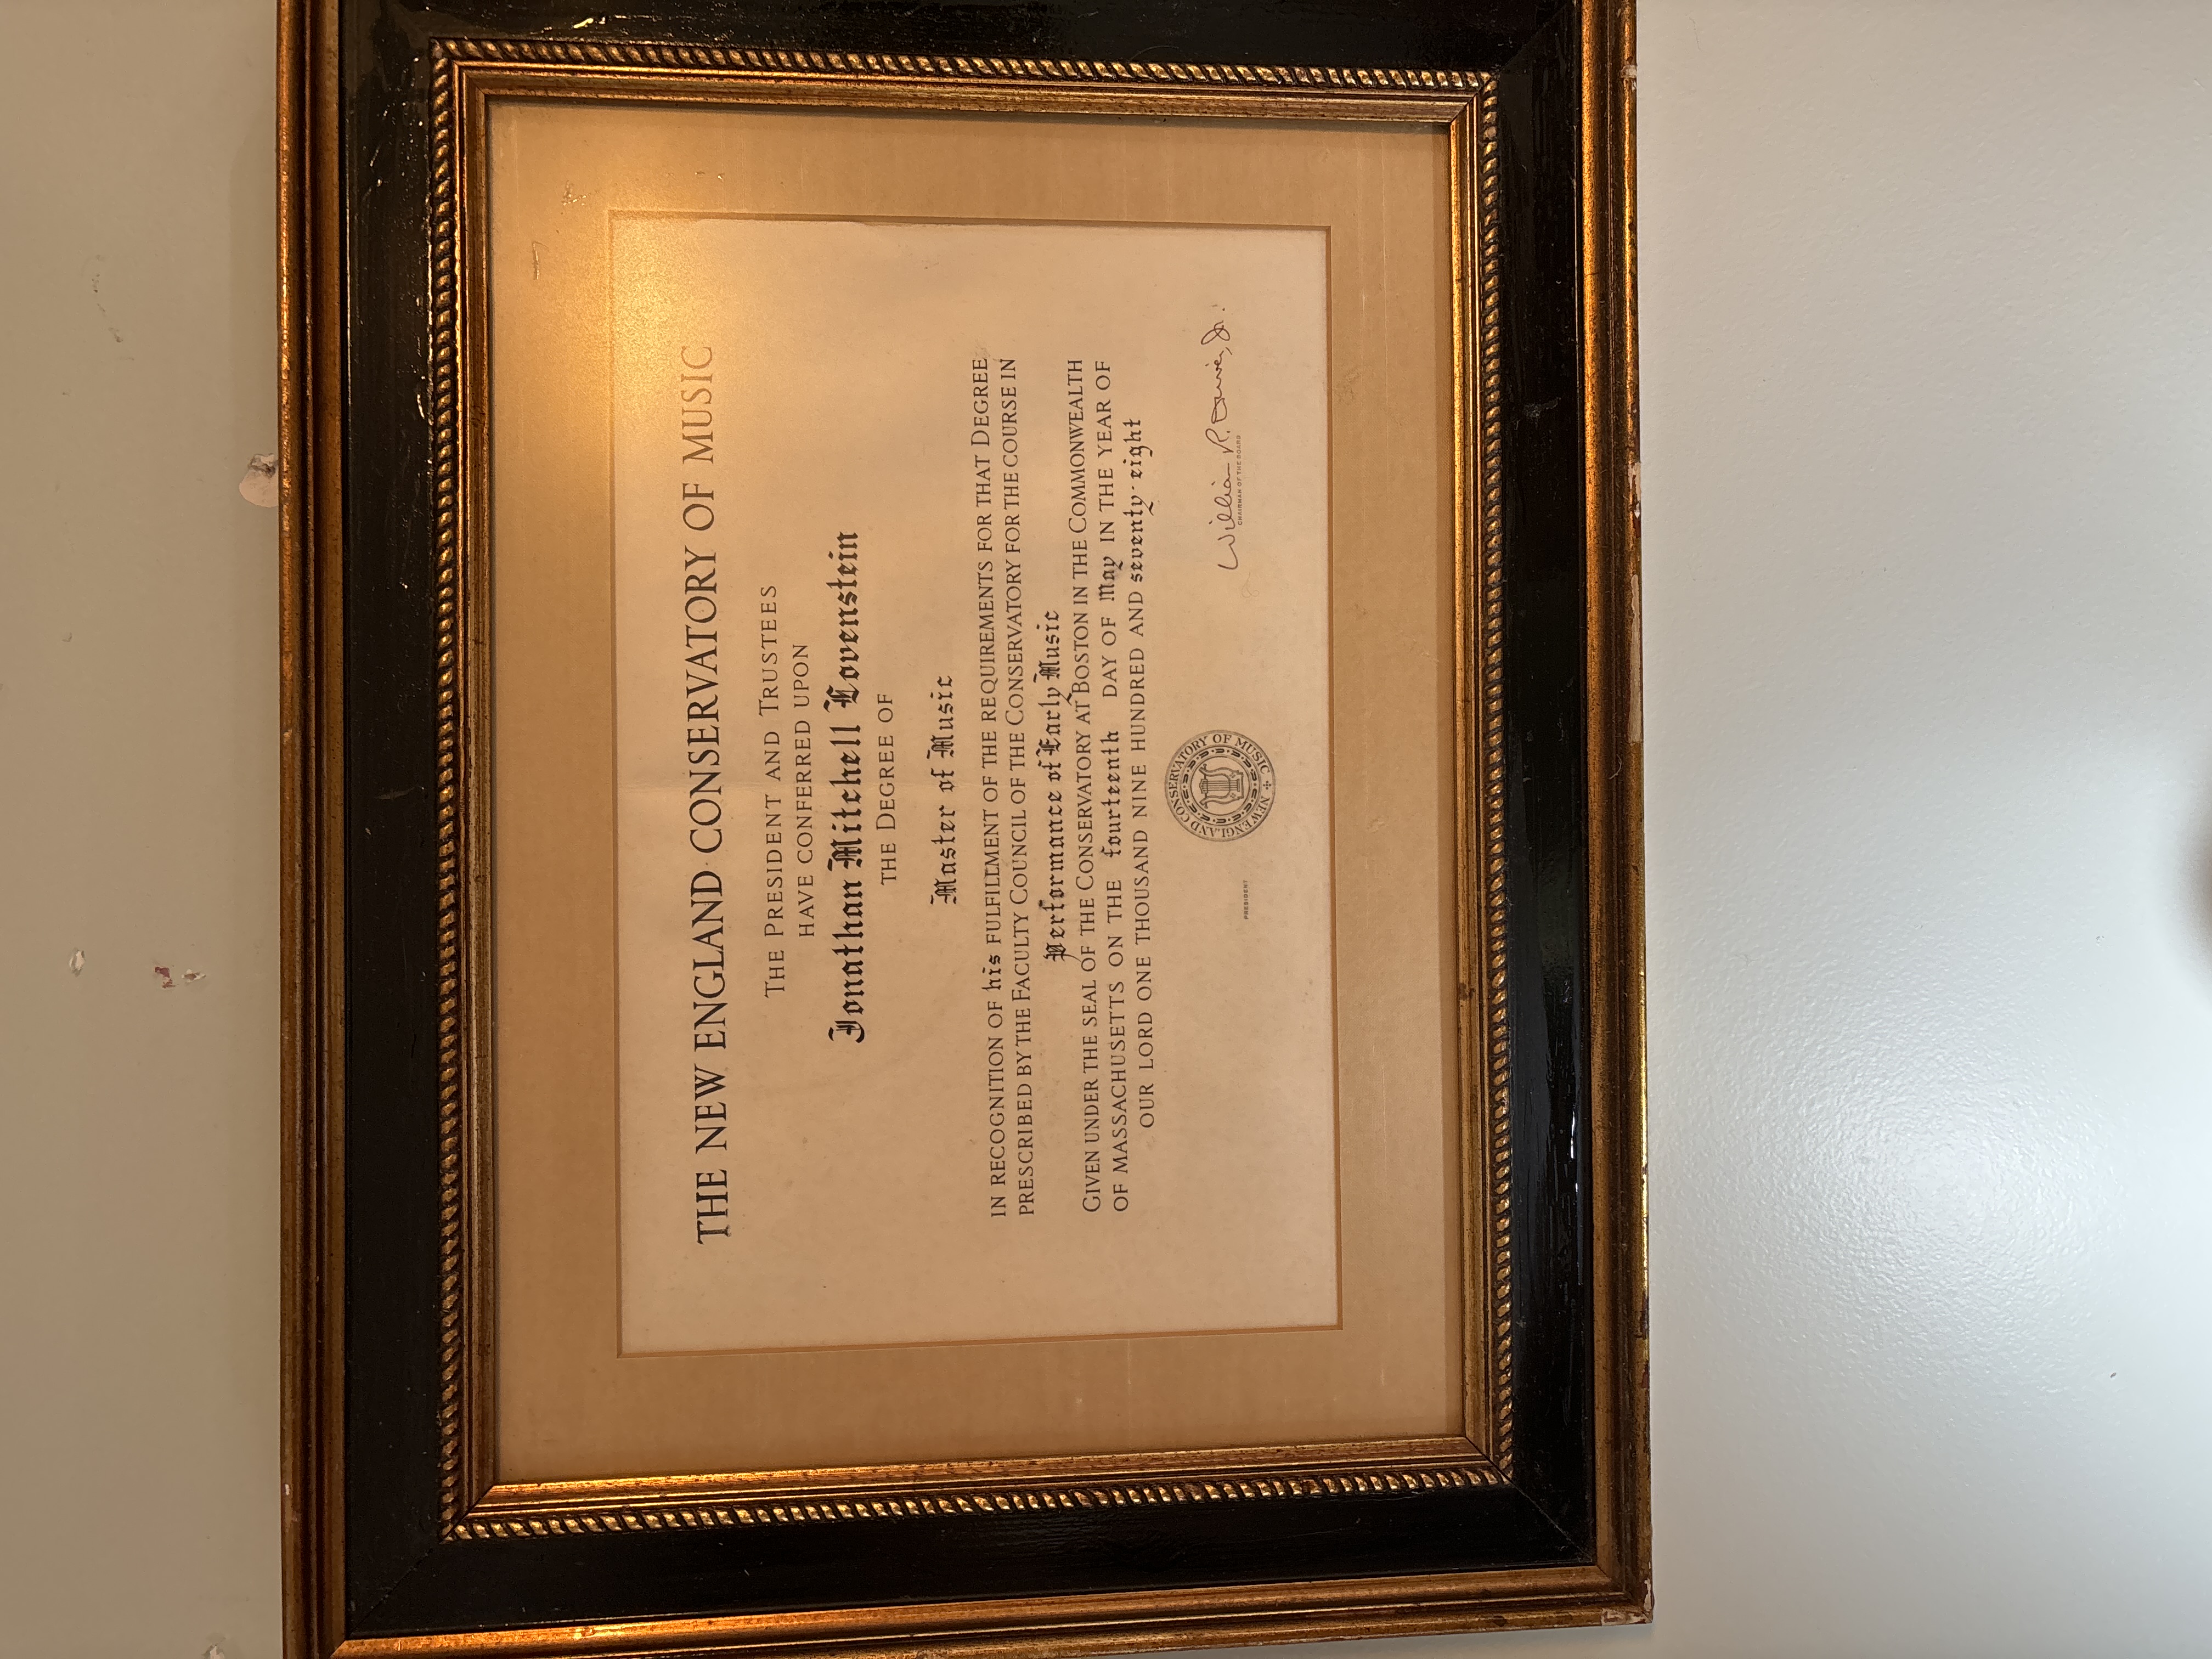 THE NEW ENGLAND CONSERVATORY OF MUSIC
THE PRESIDENT AND TRUSTEES
HAVE CONFERRED UPON
Jonathan Mitchell Lovenstein
THE DEGREE OF
Master of Music
IN RECOGNITION OF his FULFILLMENT OF THE REQUIREMENTS FOR THAT DEGREE
PRESCRIBED BY THE FACULTY COUNCIL OF THE CONSERVATORY FOR THE COURSE IN
Performance of Early Music
GIVEN UNDER THE SEAL OF THE CONSERVATORY AT BOSTON IN THE COMMONWEALTH
OF MASSACHUSETTS ON THE fourteenth DAY OF May IN THE YEAR OF
OUR LORD ONE THOUSAND NINE HUNDRED AND seventy-eight
PRESIDENT
NEW ENGLAND CONSERVATORY OF MUSIC
William R. Jr.
CHAIRMAN OF THE BOARD